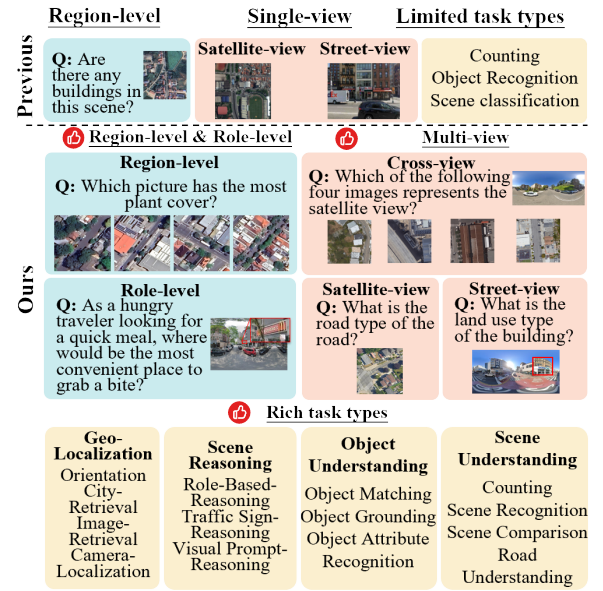 Region-level
Single-view
Limited task types
Previous
Q: Are
there any
buildings in
this scene?
Satellite-view
Street-view
Counting
Object Recognition
Scene classification
Region-level & Role-level
Multi-view
Ours
Region-level
Q: Which picture has the most
plant cover?
Cross-view
Q: Which of the following
four images represents the
satellite view?
Role-level
Q: As a hungry
traveler looking for
a quick meal, where
would be the most
convenient place to
grab a bite?
Satellite-view
Q: What is the
road type of the
road?
Street-view
Q: What is the
land use type
of the building?
Rich task types
Geo-
Localization
Orientation
City-
Retrieval
Image-
Retrieval
Camera-
Localization
Scene
Reasoning
Role-Based-
Reasoning
Traffic Sign-
Reasoning
Visual Prompt-
Reasoning
Object
Understanding
Object Matching
Object Grounding
Object Attribute
Recognition
Scene
Understanding
Counting
Scene Recognition
Scene Comparison
Road
Understanding